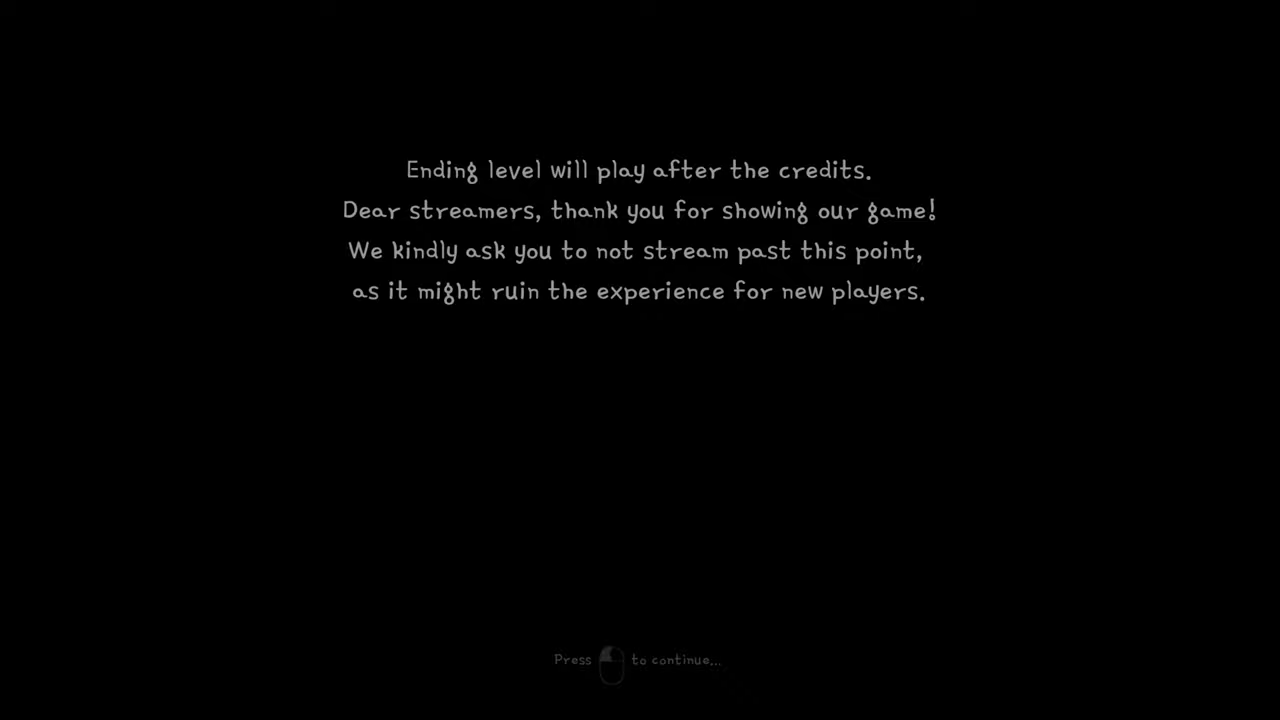 Ending level will play after the credits.
Dear streamers, thank you for showing our game!
We kindly ask you to not stream past this point,
as it might ruin the experience for new players.
Press to continue...